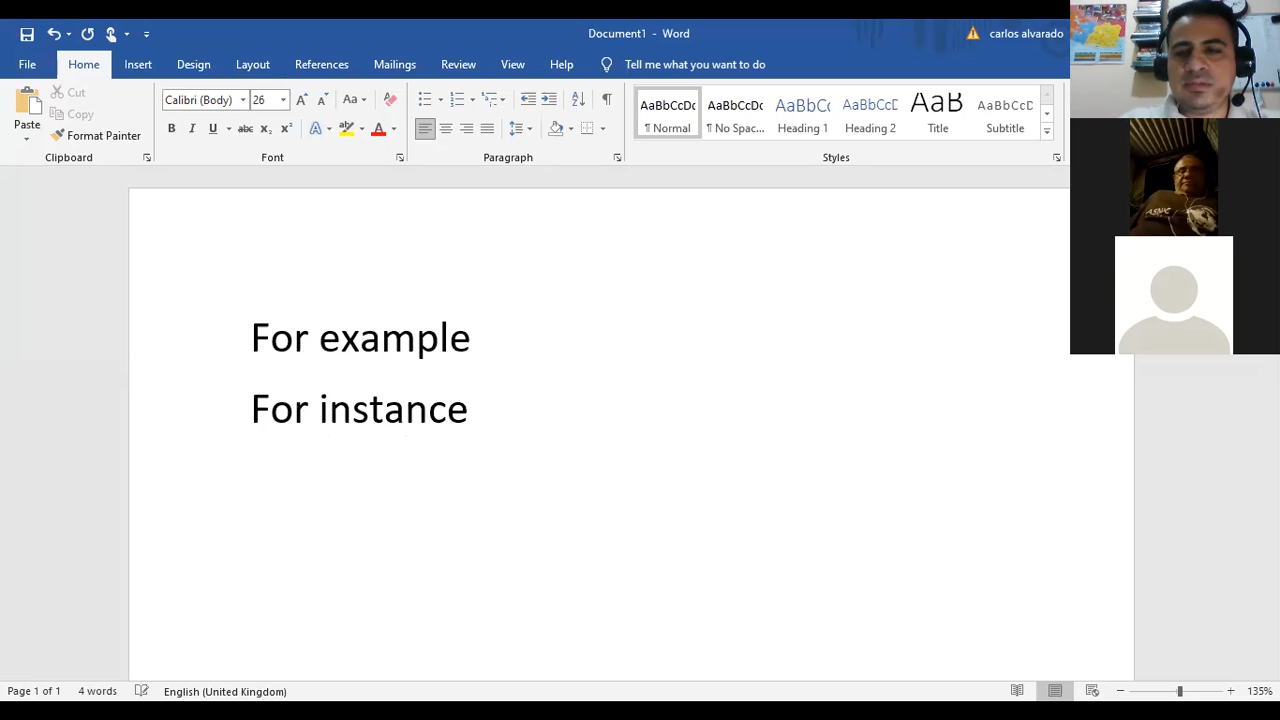 Document1 - Word
carlos alvarado
File Home Insert Design Layout References Mailings Review View Help Tell me what you want to do
Cut
Copy
Format Painter
Paste
Clipboard
Calibri (Body) 26
Font
Paragraph
AaBbCcDc AaBbCcDc AaBbCc AaBbCcD AaB AaBbCcD
¶ Normal ¶ No Spac... Heading 1 Heading 2 Title Subtitle
Styles
For example
For instance
Page 1 of 1 4 words English (United Kingdom) 135%